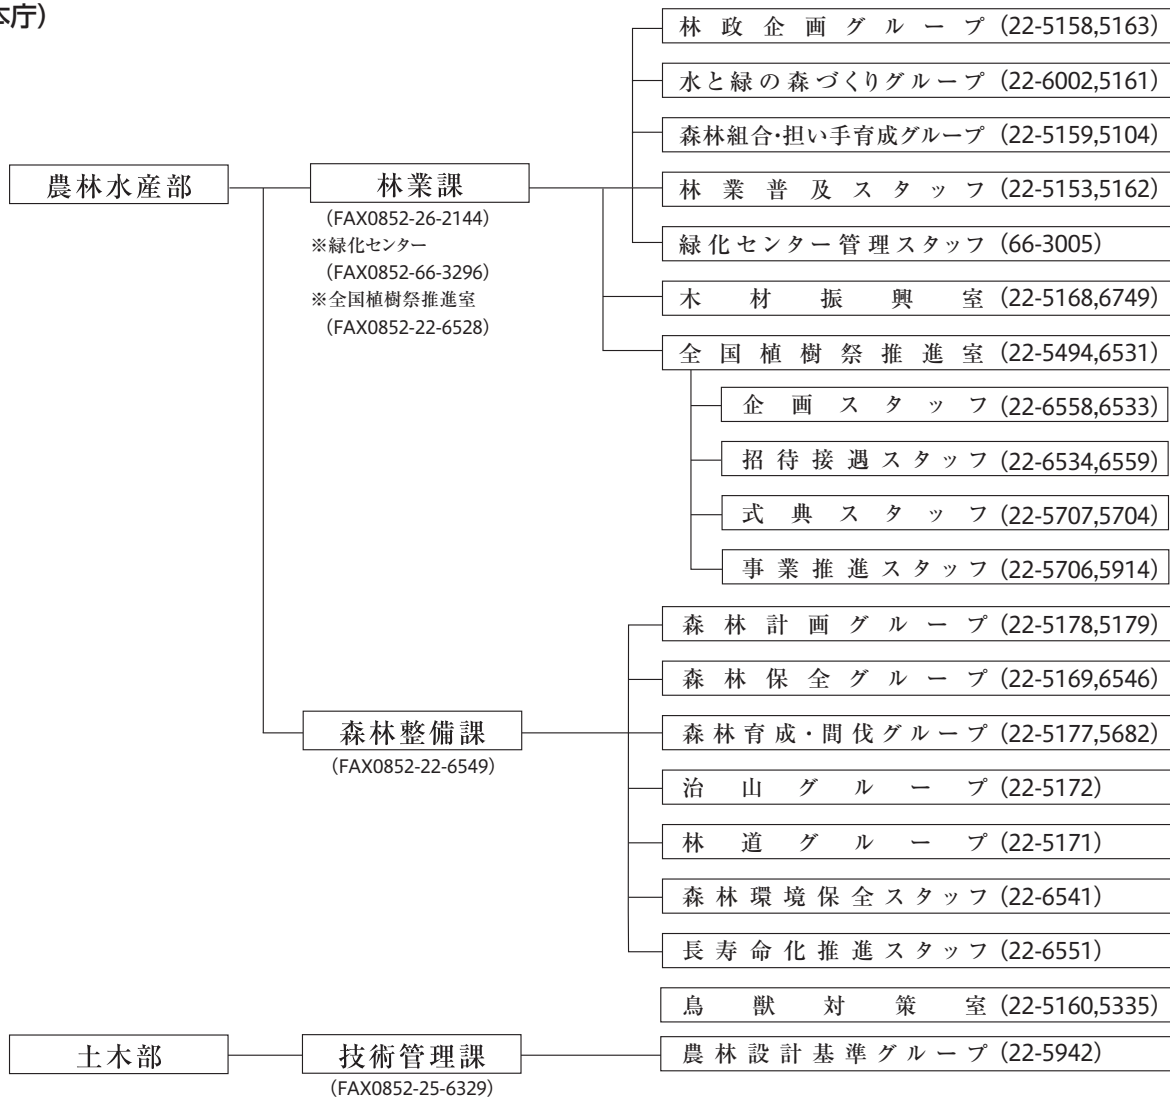 本庁）
農林水産部
林業課
（FAX0852-26-2144）
※緑化センター
（FAX0852-66-3296）
※全国植樹祭推進室
（FAX0852-22-6528）
林政企画グループ（22-5158,5163）
水と緑の森づくりグループ（22-6002,5161）
森林組合・担い手育成グループ（22-5159,5104）
林業普及スタッフ（22-5153,5162）
緑化センター管理スタッフ（66-3005）
木材振興室（22-5168,6749）
全国植樹祭推進室（22-5494,6531）
企画スタッフ（22-6558,6533）
招待接遇スタッフ（22-6534,6559）
式典スタッフ（22-5707,5704）
事業推進スタッフ（22-5706,5914）
森林整備課
（FAX0852-22-6549）
森林計画グループ（22-5178,5179）
森林保全グループ（22-5169,6546）
森林育成・間伐グループ（22-5177,5682）
治山グループ（22-5172）
林道グループ（22-5171）
森林環境保全スタッフ（22-6541）
長寿命化推進スタッフ（22-6551）
鳥獣対策室（22-5160,5335）
土木部
技術管理課
（FAX0852-25-6329）
農林設計基準グループ（22-5942）